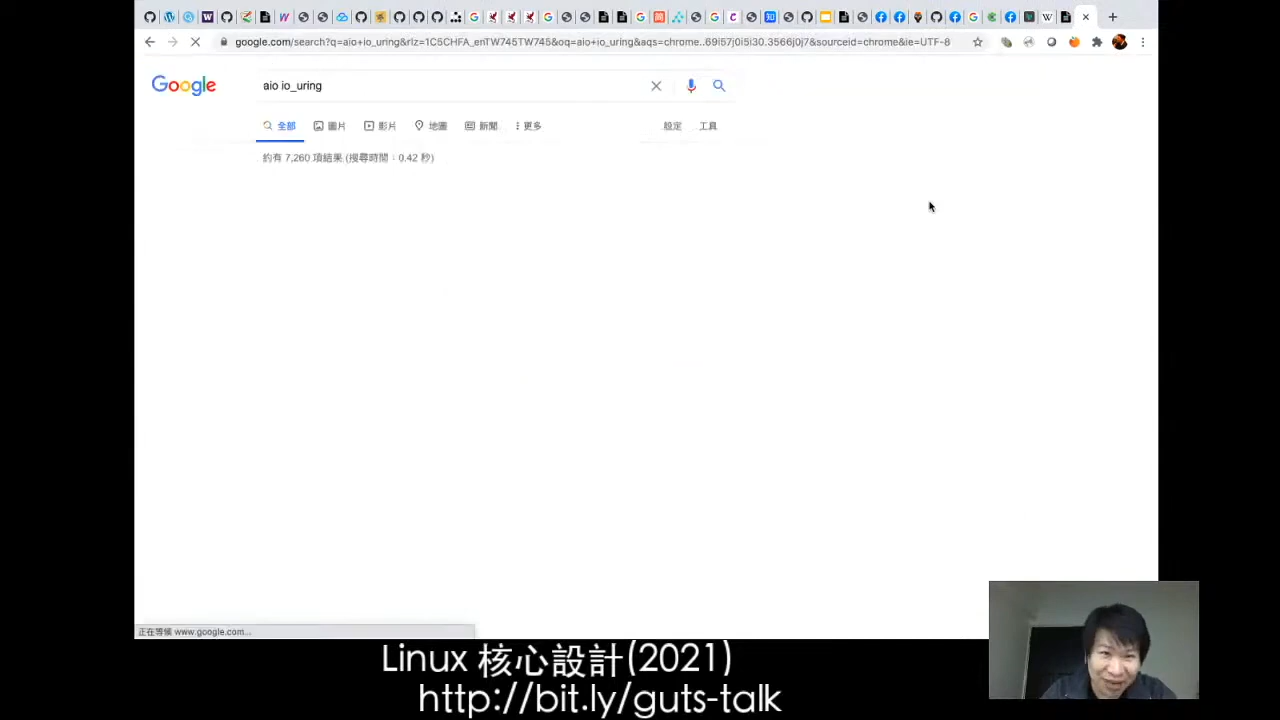 google.com/search?q=aio+io_uring&rlz=1C5CHFA_enTW745TW745&oq=aio+io_uring&aqs=chrome..69i57j0i5i30.3566j0j7&sourceid=chrome&ie=UTF-8
Google
aio io_uring
全部 圖片 影片 地圖 新聞 更多
設定 工具
約有 7,260 項結果 (搜尋時間：0.42 秒)
正在等候 www.google.com...
Linux 核心設計(2021)
http://bit.ly/guts-talk